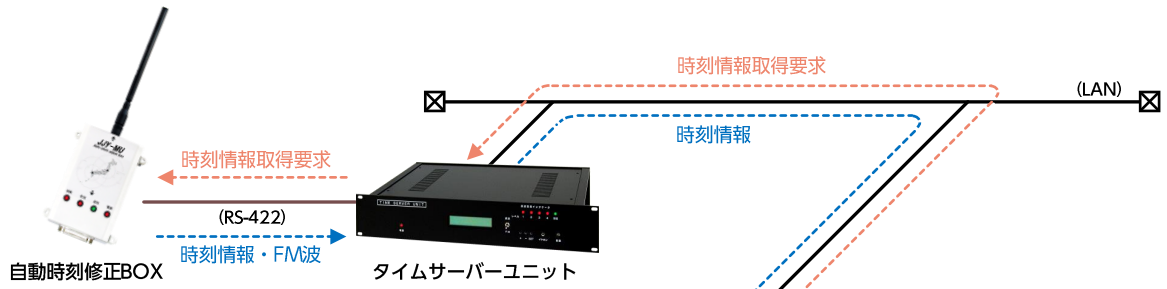 時刻情報取得要求
(LAN)
時刻情報
JJY-MU
時刻情報取得要求
TIME SERVER UNIT
(RS-422)
時刻情報・FM波
自動時刻修正BOX
タイムサーバーユニット